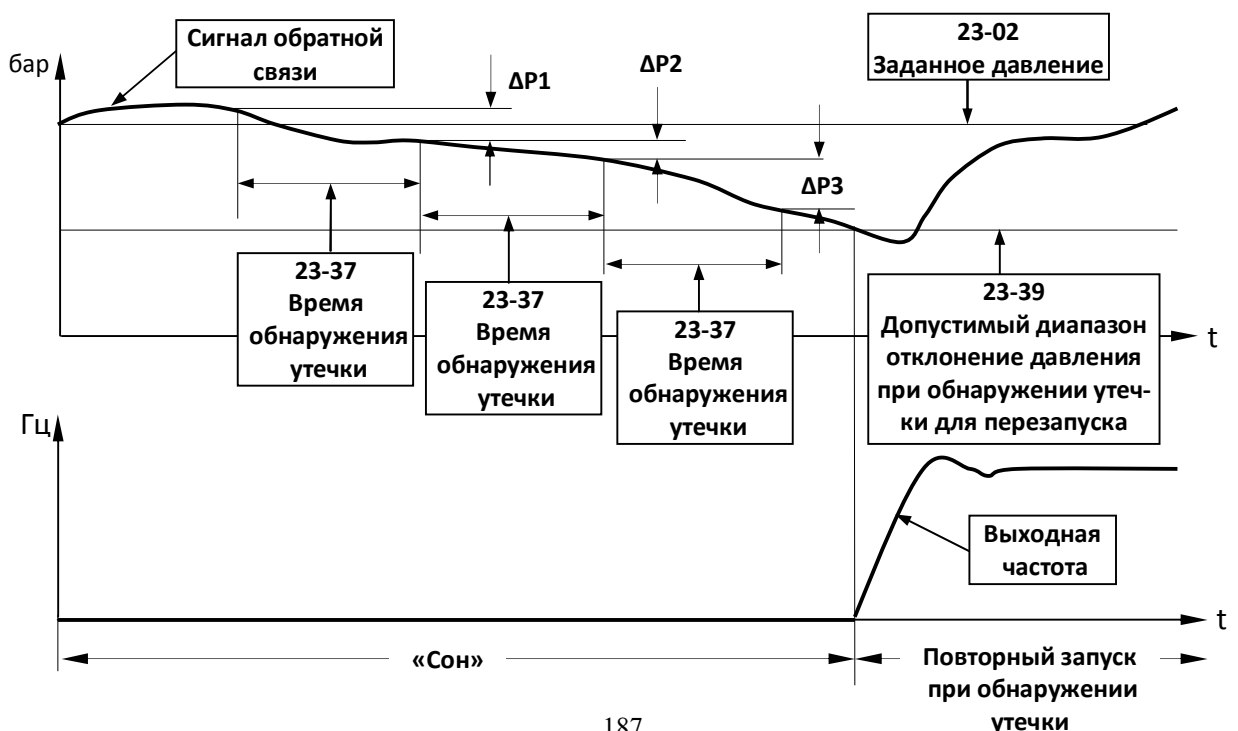 Сигнал обратной
связи
23-02
Заданное давление
бар
ΔP1
ΔP2
ΔP3
23-37
Время
обнаружения
утечки
23-37
Время
обнаружения
утечки
23-37
Время
обнаружения
утечки
23-39
Допустимый диапазон
отклонение давления
при обнаружении утеч-
ки для перезапуска
t
Гц
Выходная
частота
t
«Сон»
Повторный запуск
при обнаружении
утечки
187